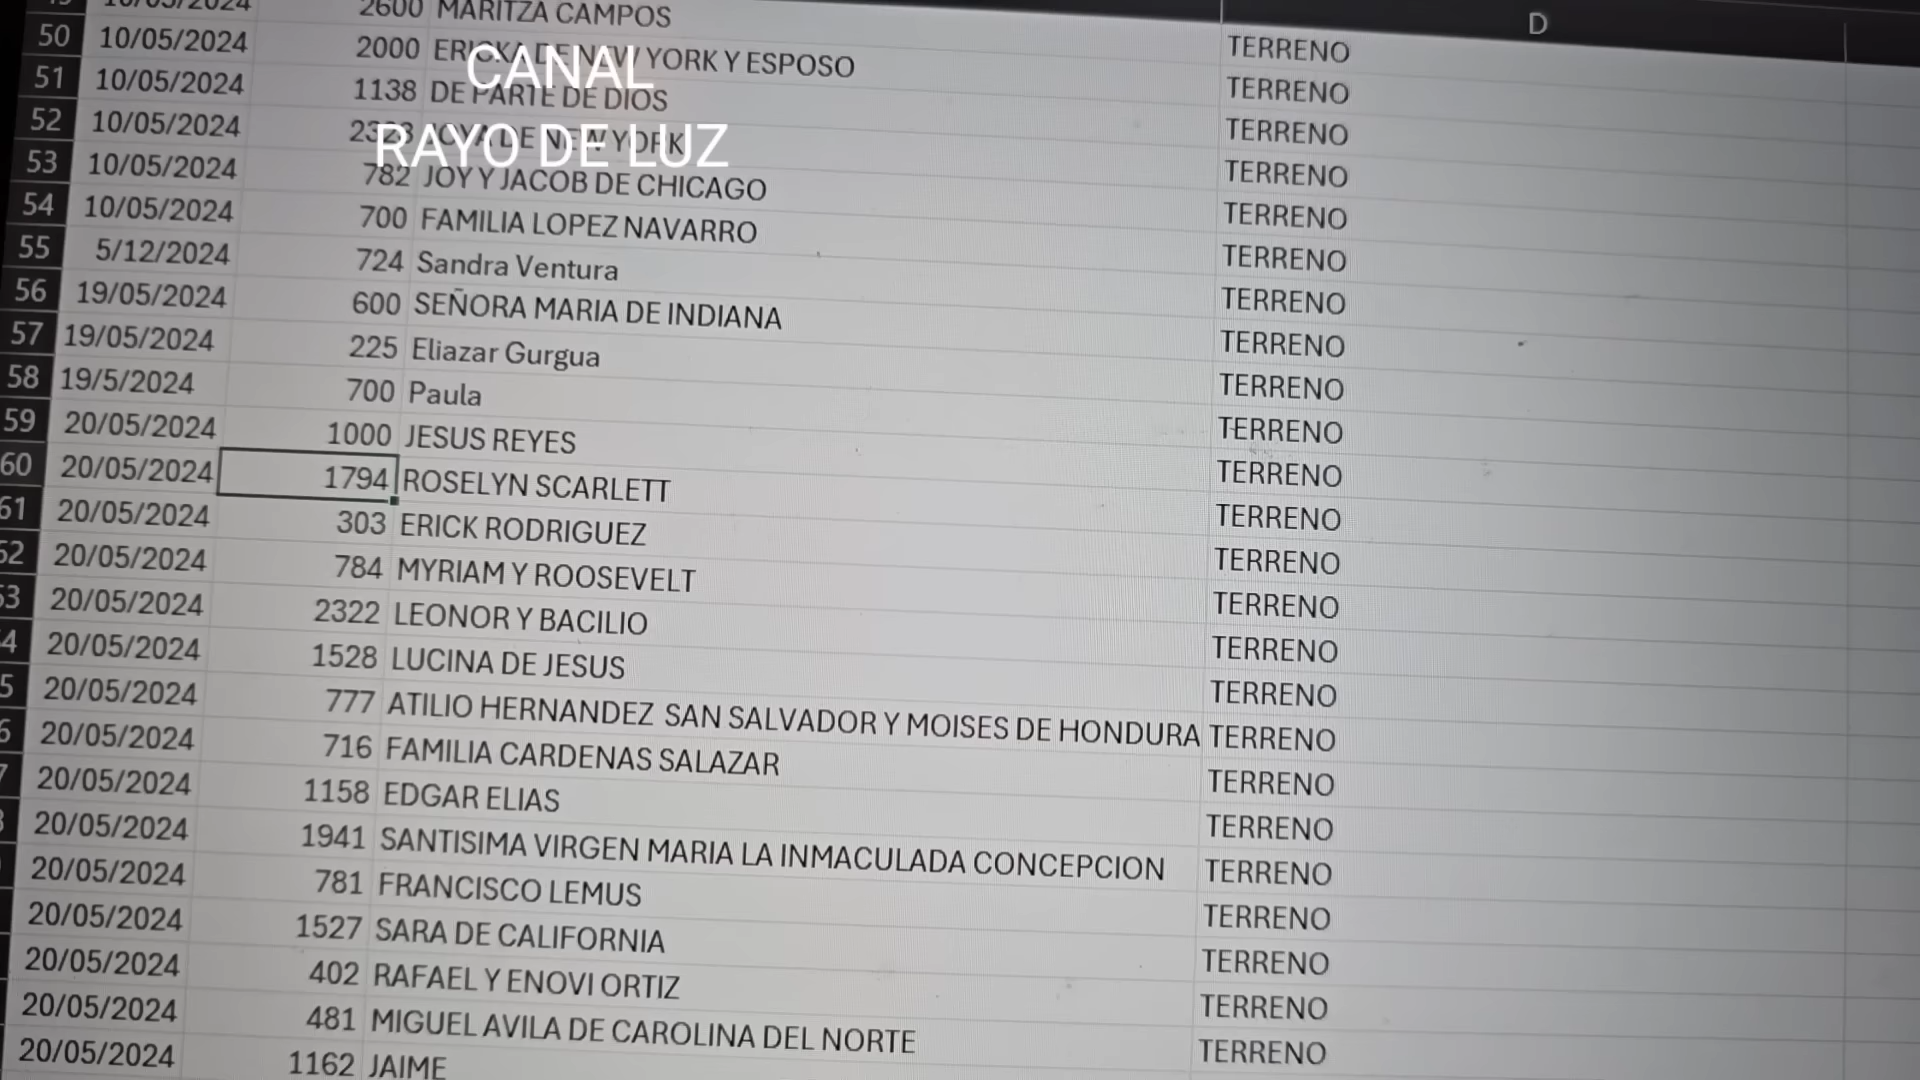 D
2600 MARITZA CAMPOS TERRENO
50 10/05/2024 2000 ERICKA DE NEW YORK Y ESPOSO TERRENO
CANAL
51 10/05/2024 1138 DE PARTE DE DIOS TERRENO
52 10/05/2024 JOYA DE NEW YORK TERRENO
RAYO DE LUZ
53 10/05/2024 782 JOY Y JACOB DE CHICAGO TERRENO
54 10/05/2024 700 FAMILIA LOPEZ NAVARRO TERRENO
55 5/12/2024 724 Sandra Ventura TERRENO
56 19/05/2024 600 SEÑORA MARIA DE INDIANA TERRENO
57 19/05/2024 225 Eliazar Gurgua TERRENO
58 19/5/2024 700 Paula TERRENO
59 20/05/2024 1000 JESUS REYES TERRENO
60 20/05/2024 1794 ROSELYN SCARLETT TERRENO
61 20/05/2024 303 ERICK RODRIGUEZ TERRENO
20/05/2024 784 MYRIAM Y ROOSEVELT TERRENO
20/05/2024 2322 LEONOR Y BACILIO TERRENO
20/05/2024 1528 LUCINA DE JESUS TERRENO
20/05/2024 777 ATILIO HERNANDEZ SAN SALVADOR Y MOISES DE HONDURA TERRENO
20/05/2024 716 FAMILIA CARDENAS SALAZAR TERRENO
20/05/2024 1158 EDGAR ELIAS TERRENO
20/05/2024 1941 SANTISIMA VIRGEN MARIA LA INMACULADA CONCEPCION TERRENO
20/05/2024 781 FRANCISCO LEMUS TERRENO
20/05/2024 1527 SARA DE CALIFORNIA TERRENO
20/05/2024 402 RAFAEL Y ENOVI ORTIZ TERRENO
20/05/2024 481 MIGUEL AVILA DE CAROLINA DEL NORTE TERRENO
20/05/2024 1162 JAIME